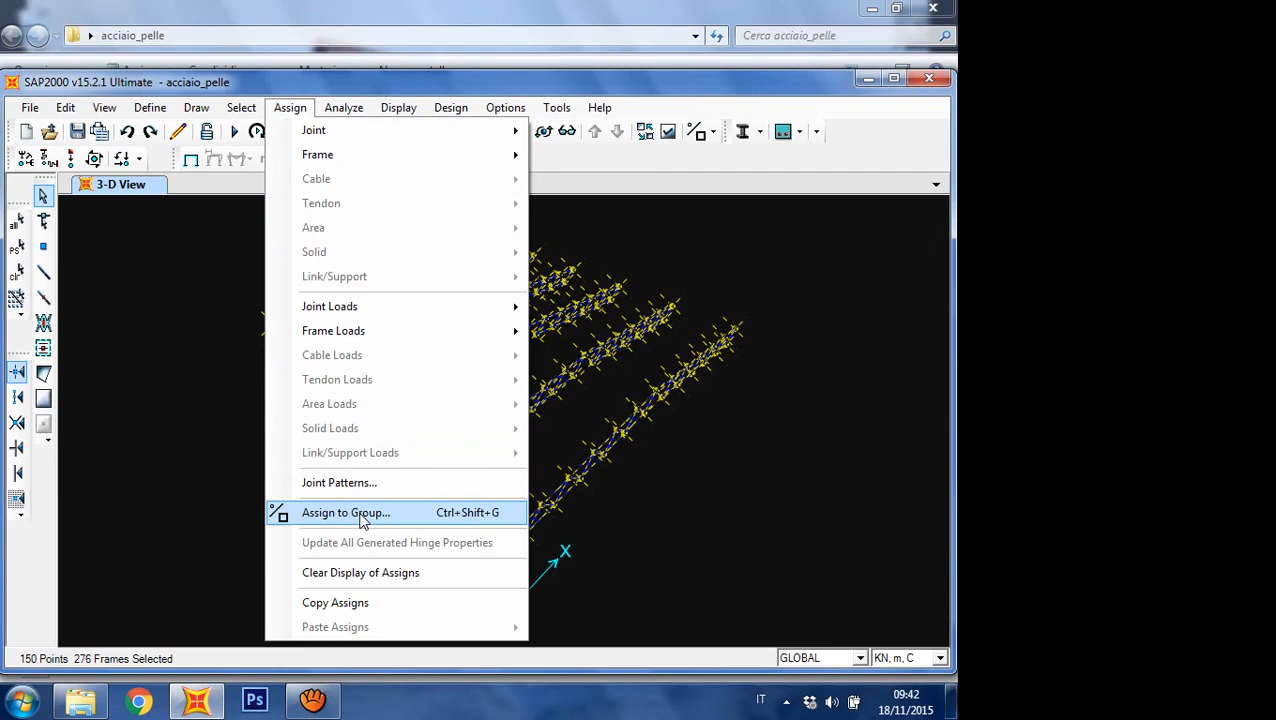 acciaio_pelle
Cerca acciaio_pelle
SAP2000 v15.2.1 Ultimate - acciaio_pelle
File Edit View Define Draw Select Assign Analyze Display Design Options Tools Help
3-D View
all
PS
clr
Joint
Frame
Cable
Tendon
Area
Solid
Link/Support
Joint Loads
Frame Loads
Cable Loads
Tendon Loads
Area Loads
Solid Loads
Link/Support Loads
Joint Patterns...
Assign to Group... Ctrl+Shift+G
Update All Generated Hinge Properties
Clear Display of Assigns
Copy Assigns
Paste Assigns
X
150 Points 276 Frames Selected
GLOBAL
KN, m, C
Ps
IT
09:42
18/11/2015